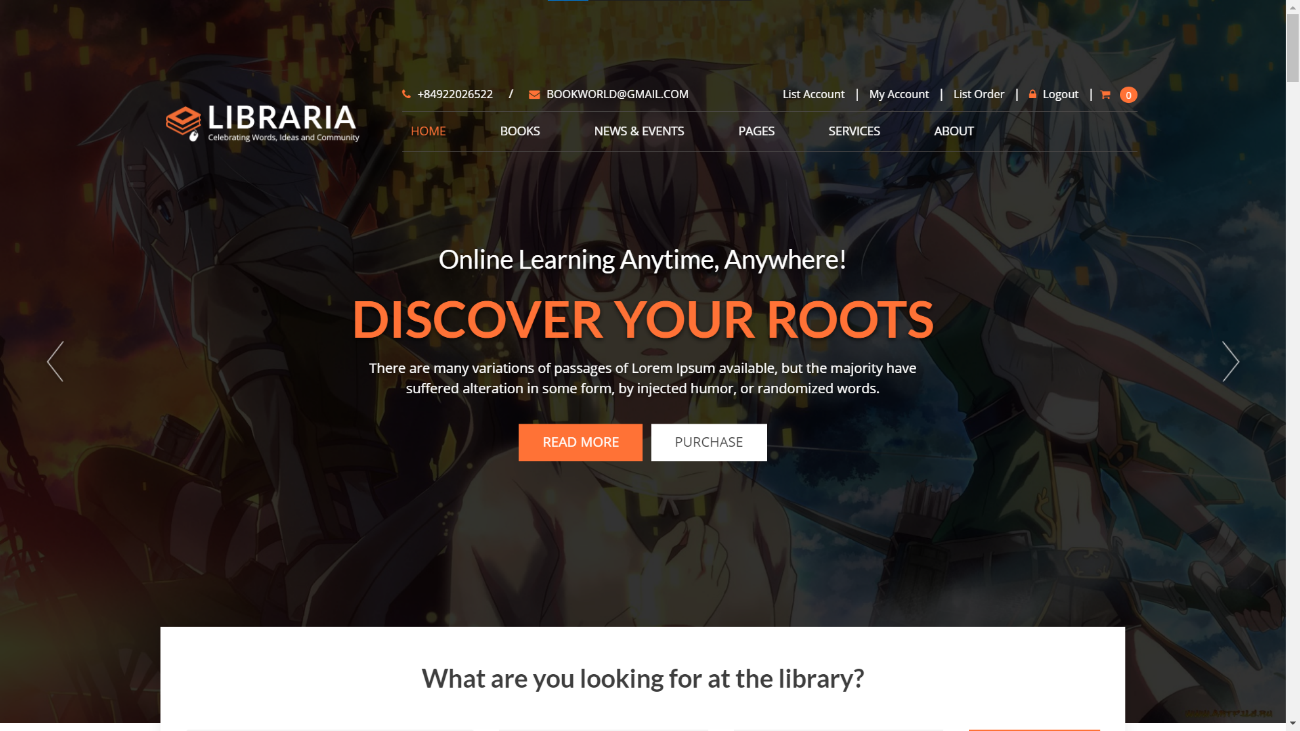 +84922026522 / BOOKWORLD@GMAIL.COM
List Account | My Account | List Order | Logout | 0
LIBRARIA
Celebrating Words, Ideas and Community
HOME BOOKS NEWS & EVENTS PAGES SERVICES ABOUT
Online Learning Anytime, Anywhere!
DISCOVER YOUR ROOTS
There are many variations of passages of Lorem Ipsum available, but the majority have
suffered alteration in some form, by injected humor, or randomized words.
READ MORE PURCHASE
What are you looking for at the library?